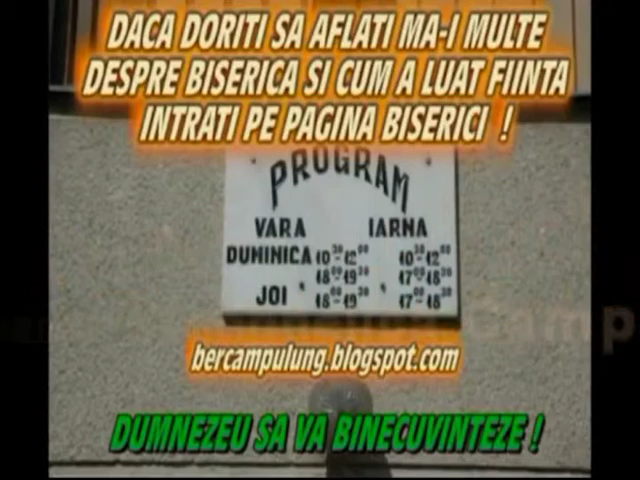 DACA DORITI SA AFLATI MA-I MULTE
DESPRE BISERICA SI CUM A LUAT FIINTA
INTRATI PE PAGINA BISERICI !
PROGRAM
VARA IARNA
DUMINICA 10³⁰-12⁰⁰ 10³⁰-12⁰⁰
18⁰⁰-19³⁰ 17⁰⁰-18³⁰
JOI 18⁰⁰-19³⁰ 17⁰⁰-18³⁰
bercampulung.blogspot.com
DUMNEZEU SA VA BINECUVINTEZE !